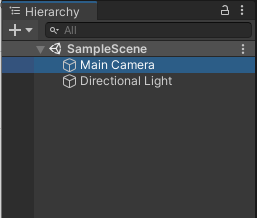 Hierarchy
All
SampleScene
Main Camera
Directional Light